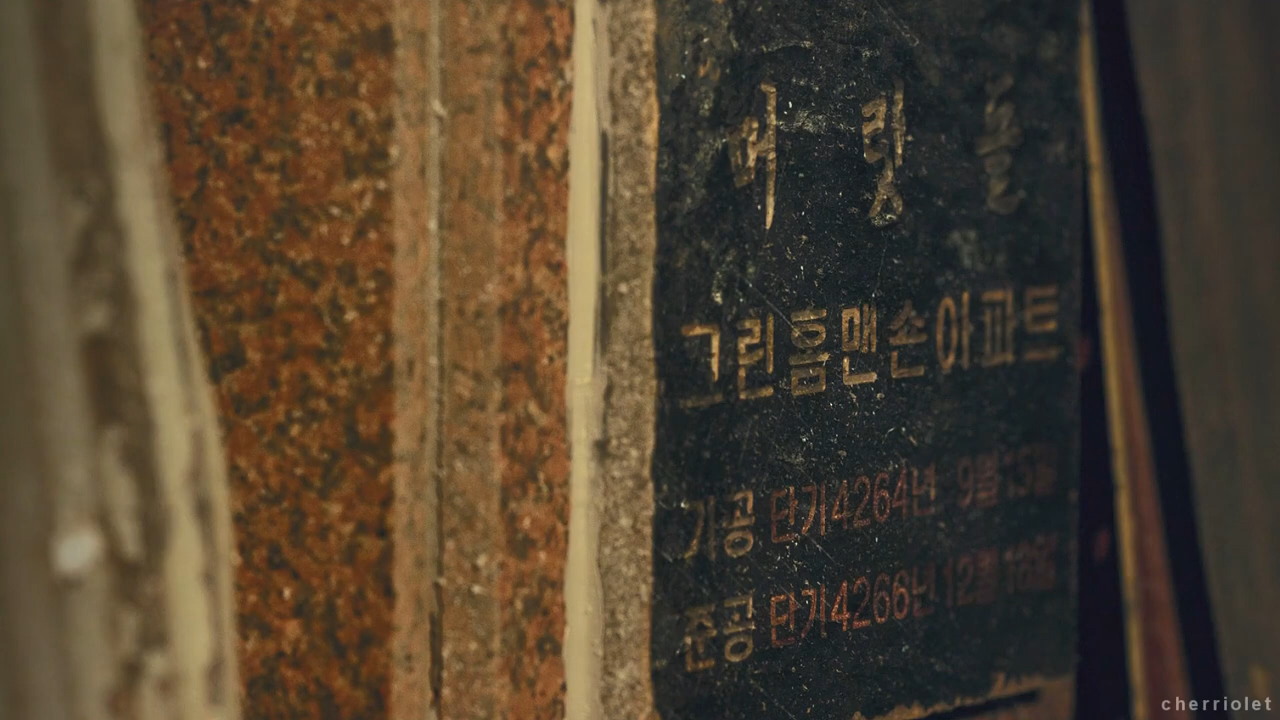 머릿돌
그린홈맨손아파트
기공 단기4264년 9월15일
준공 단기4266년 12월18일
cherriolet